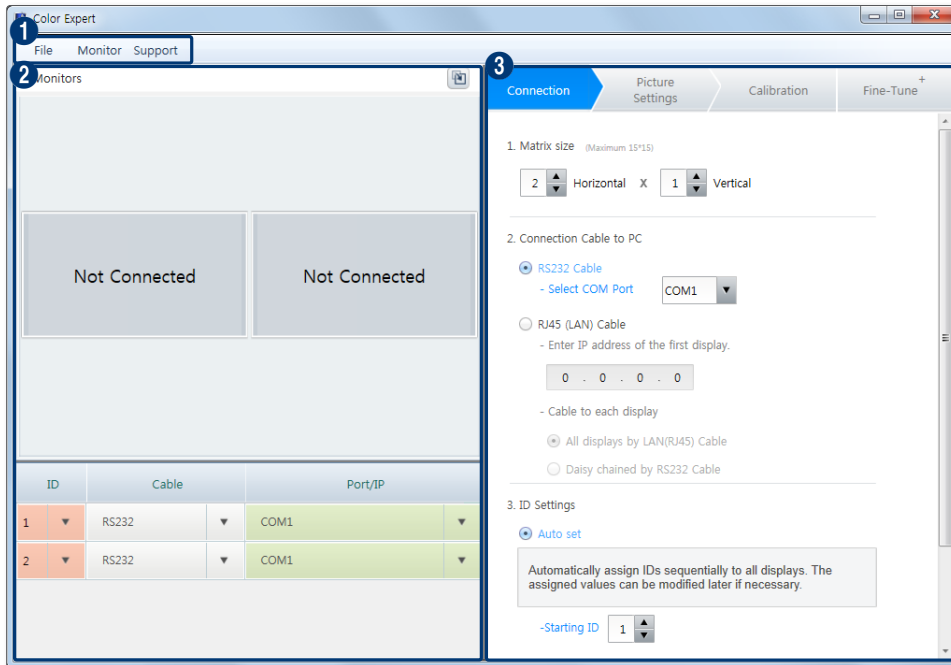 Color Expert
1
File Monitor Support
2
Monitors
Not Connected Not Connected
ID Cable Port/IP
1 RS232 COM1
2 RS232 COM1
3
Connection Picture Settings Calibration Fine-Tune +
1. Matrix size (Maximum 15*15)
2 Horizontal X 1 Vertical
2. Connection Cable to PC
RS232 Cable
- Select COM Port COM1
RJ45 (LAN) Cable
- Enter IP address of the first display.
0 . 0 . 0 . 0
- Cable to each display
All displays by LAN(RJ45) Cable
Daisy chained by RS232 Cable
3. ID Settings
Auto set
Automatically assign IDs sequentially to all displays. The
assigned values can be modified later if necessary.
-Starting ID 1